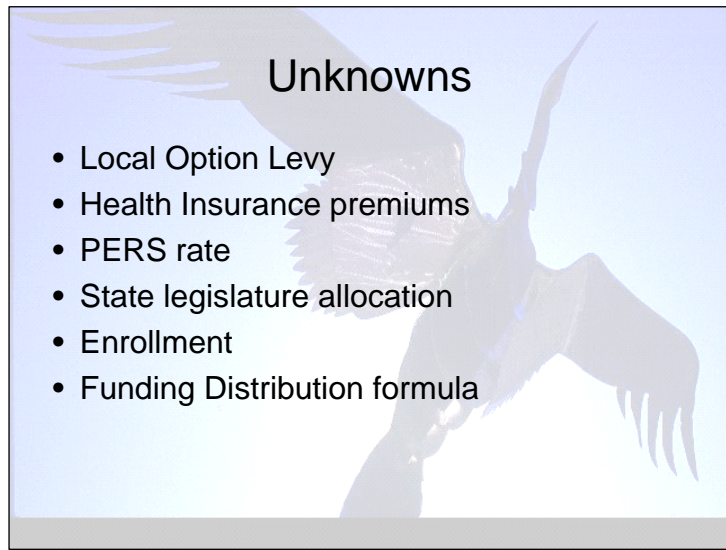 Unknowns
• Local Option Levy
• Health Insurance premiums
• PERS rate
• State legislature allocation
• Enrollment
• Funding Distribution formula